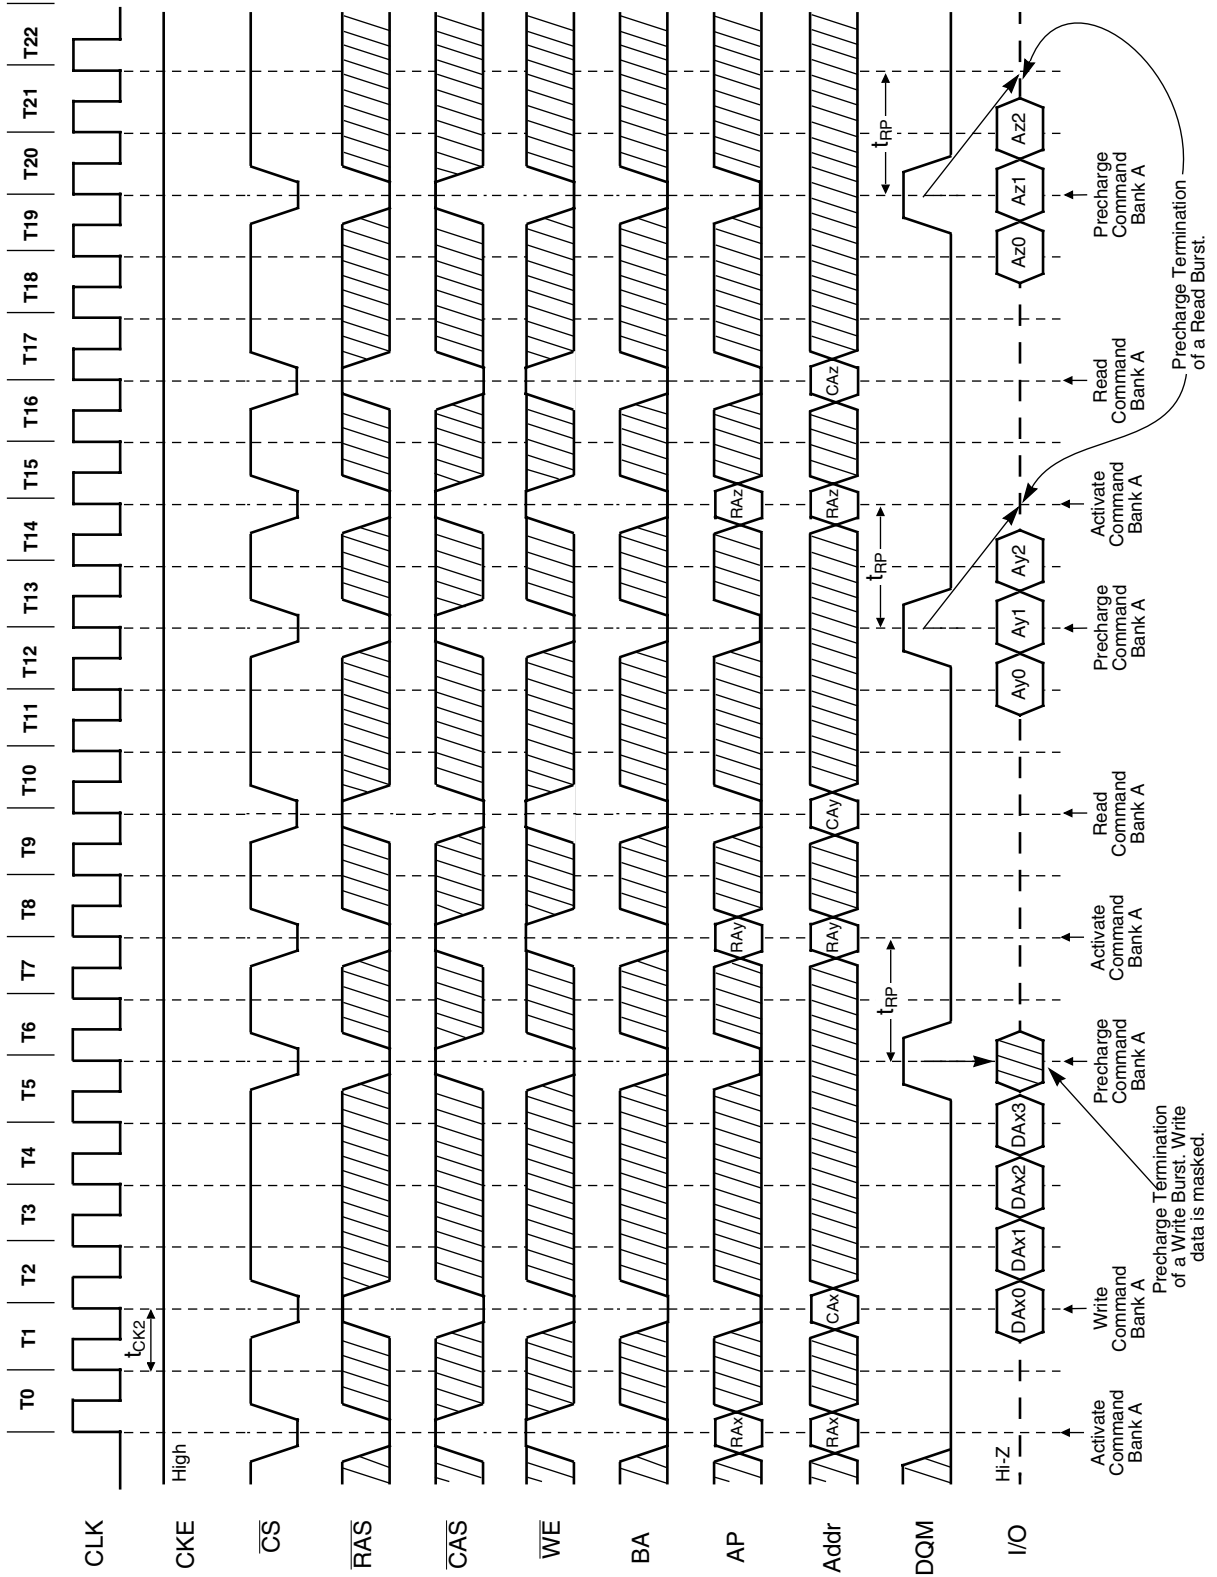 T0 T1 T2 T3 T4 T5 T6 T7 T8 T9 T10 T11 T12 T13 T14 T15 T16 T17 T18 T19 T20 T21 T22
CLK
tCK2
CKE
High
CS
RAS
CAS
WE
BA
AP
RAx RAy RAz
Addr
RAx CAx RAy CAy RAz CAz
tRP tRP tRP
DQM
I/O
Hi-Z
DAx0 DAx1 DAx2 DAx3 Ay0 Ay1 Ay2 Az0 Az1 Az2
Activate
Command
Bank A
Write
Command
Bank A
Precharge
Command
Bank A
Activate
Command
Bank A
Read
Command
Bank A
Precharge
Command
Bank A
Activate
Command
Bank A
Read
Command
Bank A
Precharge
Command
Bank A
Precharge Termination
of a Write Burst. Write
data is masked.
Precharge Termination
of a Read Burst.